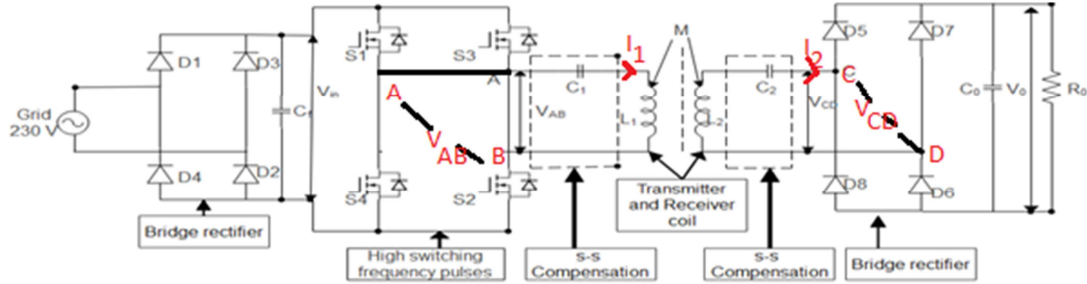 Grid
230 V
D1
D3
D4
D2
Bridge rectifier
Cf
Vin
S1
S3
S4
S2
A
A
VAB
B
High switching
frequency pulses
VAB
C1
s-s
Compensation
I1
L1
M
Transmitter
and Receiver
coil
C2
s-s
Compensation
I2
VCD
C
VCD
D
D5
D7
D8
D6
Bridge rectifier
C0
V0
R0